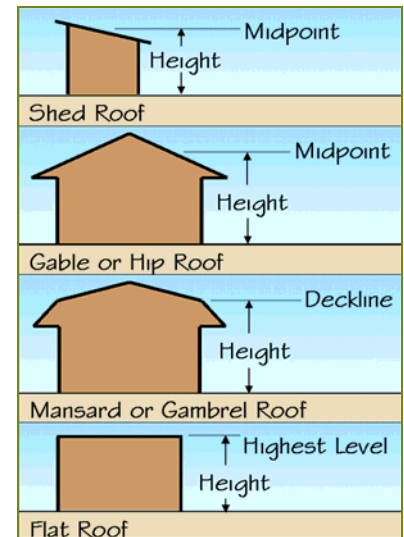 Midpoint
Height
Shed Roof
Midpoint
Height
Gable or Hip Roof
Deckline
Height
Mansard or Gambrel Roof
Highest Level
Height
Flat Roof